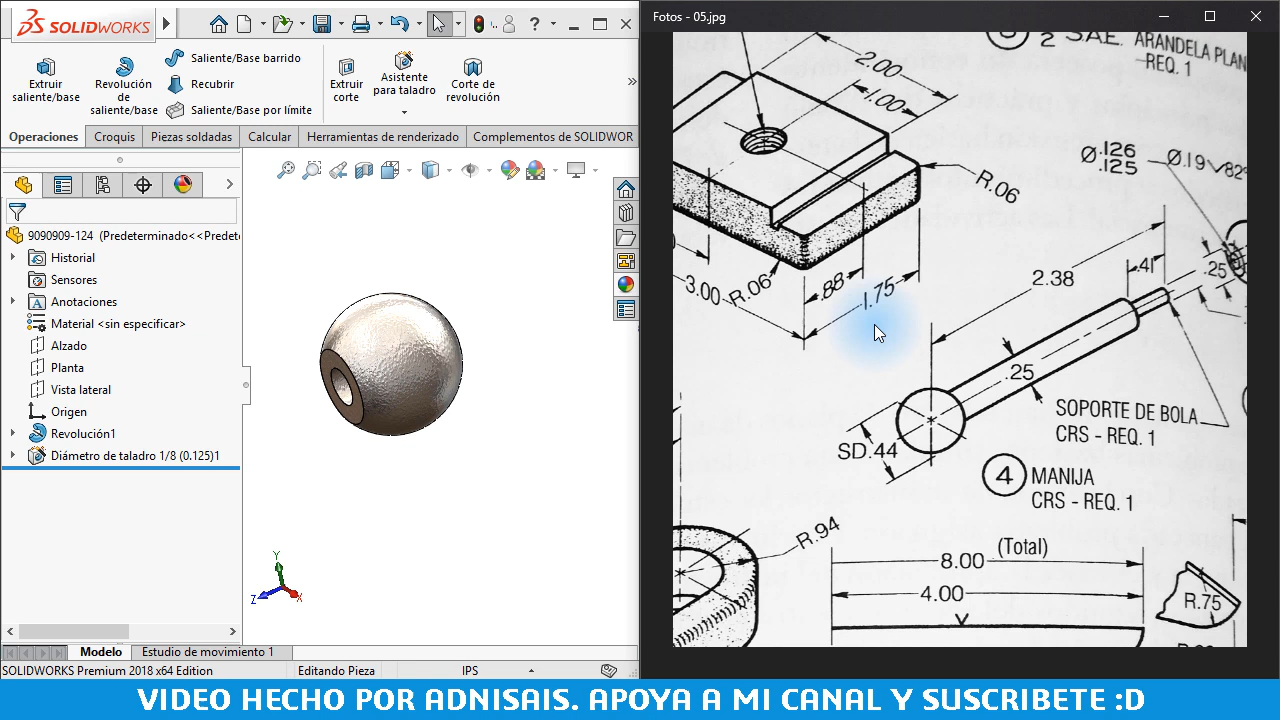 SOLIDWORKS
Extruir saliente/base
Revolución de saliente/base
Saliente/Base barrido
Recubrir
Saliente/Base por límite
Extruir corte
Asistente para taladro
Corte de revolución
Operaciones
Croquis
Piezas soldadas
Calcular
Herramientas de renderizado
Complementos de SOLIDWOR
9090909-124 (Predeterminado<<Predete
Historial
Sensores
Anotaciones
Material <sin especificar>
Alzado
Planta
Vista lateral
Origen
Revolución1
Diámetro de taladro 1/8 (0.125)1
Y
Z
X
Modelo
Estudio de movimiento 1
SOLIDWORKS Premium 2018 x64 Edition
Editando Pieza
IPS
Fotos - 05.jpg
2 SAE. ARANDELA PLAN
REQ. 1
2.00
1.00
Ø.126
.125
Ø.19
82°
R.06
3.00
R.06
.88
1.75
2.38
.41
.25
.25
SOPORTE DE BOLA
CRS - REQ. 1
SD.44
4
MANIJA
CRS - REQ. 1
R.94
8.00 (Total)
4.00
R.75
VIDEO HECHO POR ADNISAIS. APOYA A MI CANAL Y SUSCRIBETE :D